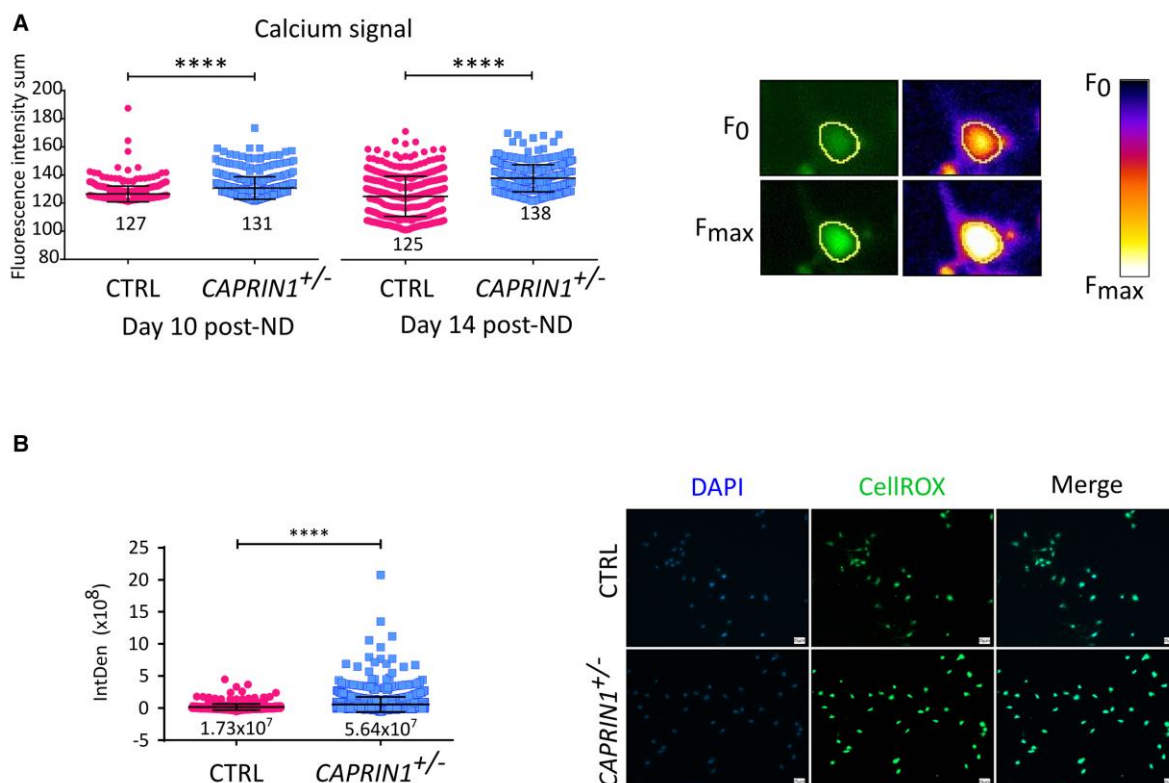 A
Calcium signal
****
****
Fluorescence intensity sum
200
180
160
140
120
100
80
127
131
125
138
CTRL
CAPRIN1+/-
CTRL
CAPRIN1+/-
Day 10 post-ND
Day 14 post-ND
F0
Fmax
F0
Fmax
B
****
IntDen (x10⁸)
25
20
15
10
5
0
-5
1.73x10⁷
5.64x10⁷
CTRL
CAPRIN1+/-
DAPI
CellROX
Merge
CTRL
CAPRIN1+/-